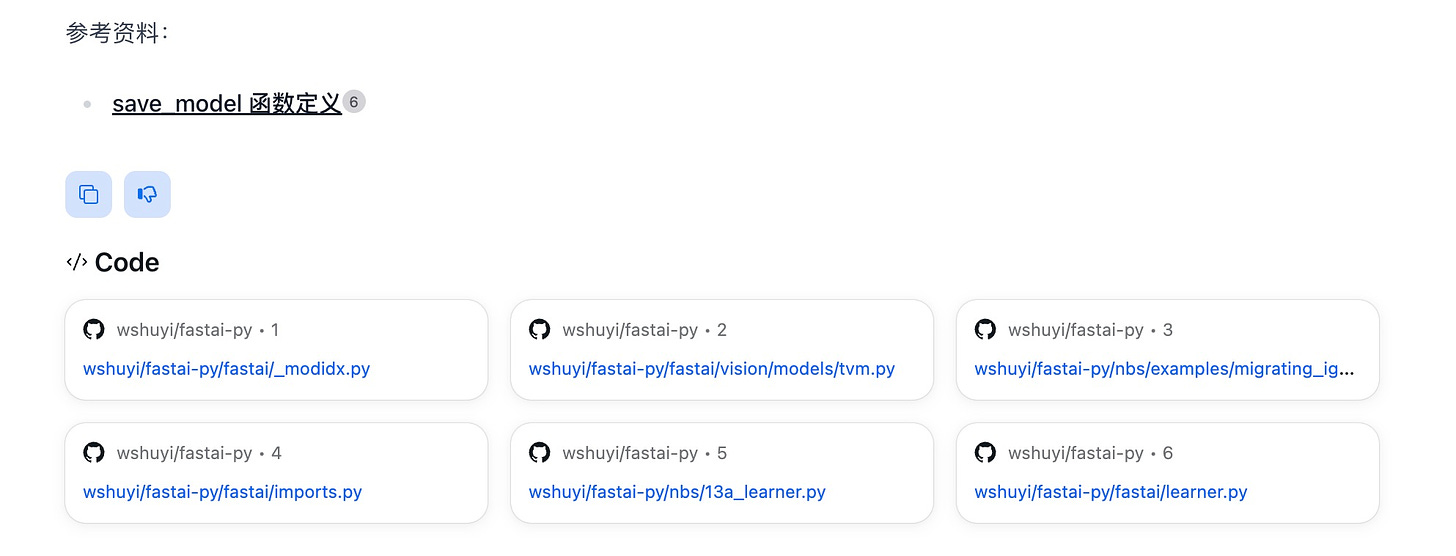 参考资料：
save_model 函数定义 6
</> Code
wshuyi/fastai-py • 1
wshuyi/fastai-py/fastai/_modidx.py
wshuyi/fastai-py • 2
wshuyi/fastai-py/fastai/vision/models/tvm.py
wshuyi/fastai-py • 3
wshuyi/fastai-py/nbs/examples/migrating_ig...
wshuyi/fastai-py • 4
wshuyi/fastai-py/fastai/imports.py
wshuyi/fastai-py • 5
wshuyi/fastai-py/nbs/13a_learner.py
wshuyi/fastai-py • 6
wshuyi/fastai-py/fastai/learner.py